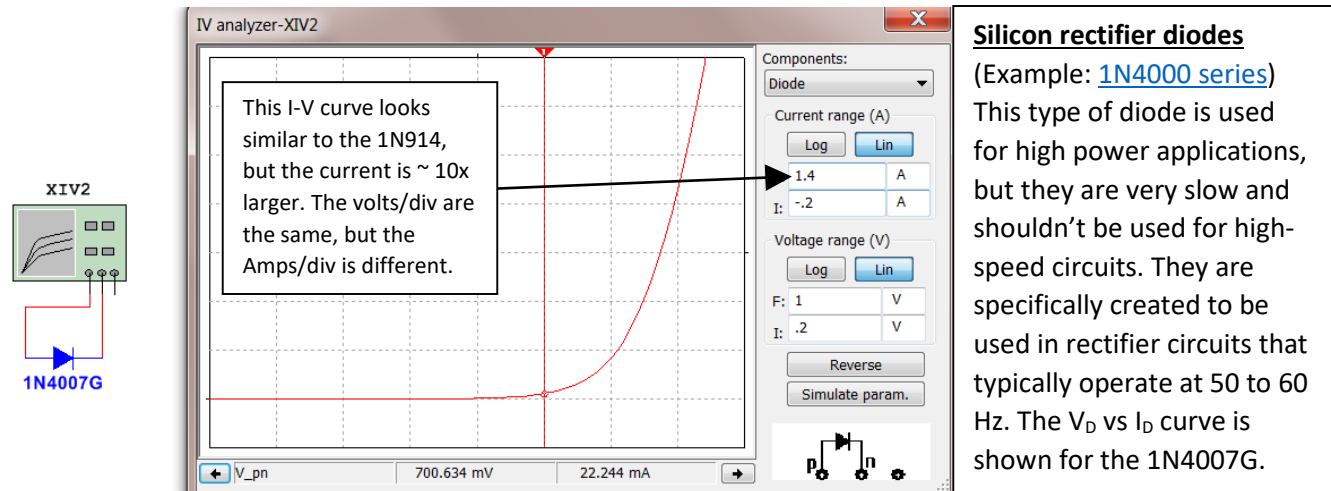 XIV2
1N4007G
IV analyzer-XIV2
X
This I-V curve looks
similar to the 1N914,
but the current is ~ 10x
larger. The volts/div are
the same, but the
Amps/div is different.
1
V_pn
700.634 mV
22.244 mA
Components:
Diode
Current range (A)
Log Lin
1.4 A
I: -.2 A
Voltage range (V)
Log Lin
F: 1 V
I: .2 V
Reverse
Simulate param.
p n
Silicon rectifier diodes
(Example: 1N4000 series)
This type of diode is used
for high power applications,
but they are very slow and
shouldn’t be used for high-
speed circuits. They are
specifically created to be
used in rectifier circuits that
typically operate at 50 to 60
Hz. The VD vs ID curve is
shown for the 1N4007G.